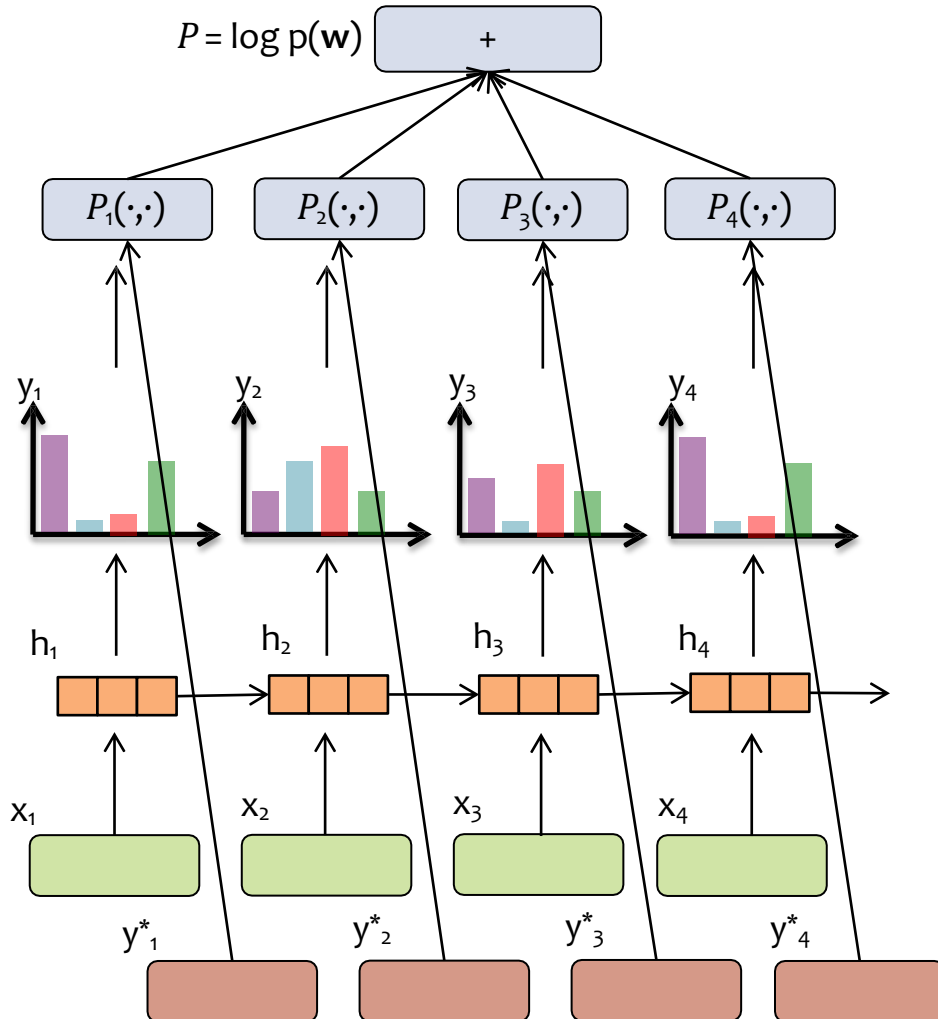 P = log p(w) +
P₁(·,·) P₂(·,·) P₃(·,·) P₄(·,·)
y₁ y₂ y₃ y₄
h₁ h₂ h₃ h₄
x₁ x₂ x₃ x₄
y*₁ y*₂ y*₃ y*₄